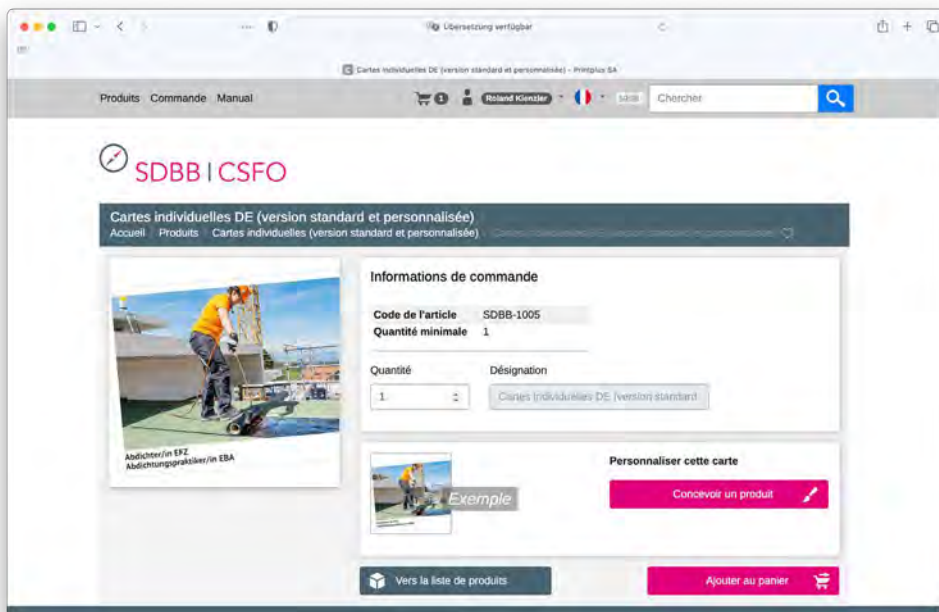 Übersetzung verfügbar
Cartes individuelles DE (version standard et personnalisée) – Printplus SA
Produits Commande Manual
1 Roland Kienzler
Chercher
SDBB | CSFO
Cartes individuelles DE (version standard et personnalisée)
Accueil Produits Cartes individuelles (version standard et personnalisée)
Informations de commande
Code de l'article SDBB-1005
Quantité minimale 1
Quantité Désignation
1 Cartes individuelles DE (version standard
Abdichter/in EFZ
Abdichtungspraktiker/in EBA
Exemple
Personnaliser cette carte
Concevoir un produit
Vers la liste de produits
Ajouter au panier